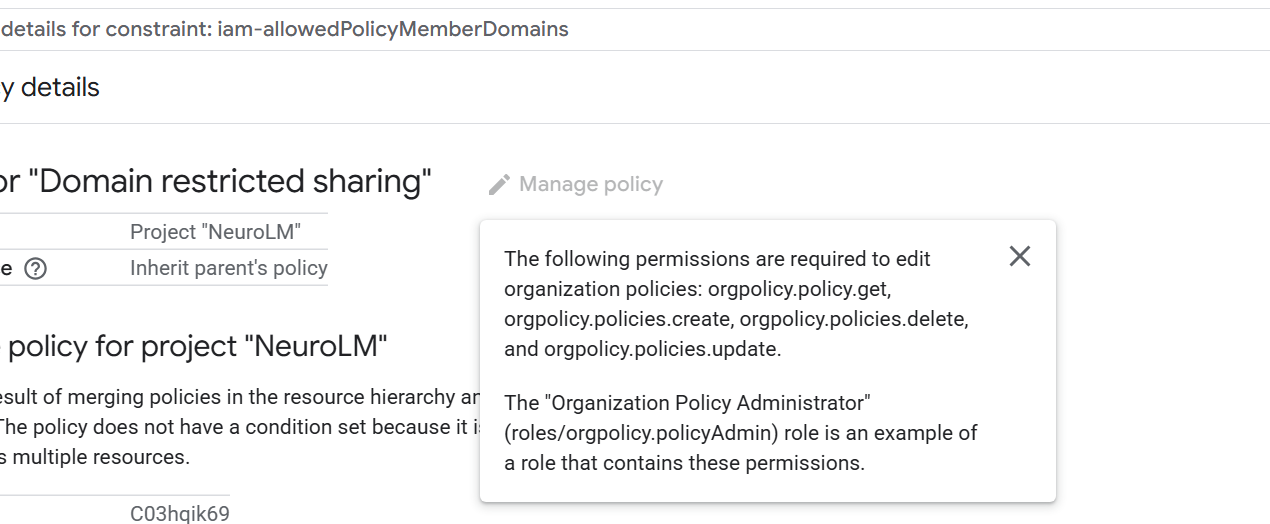 details for constraint: iam-allowedPolicyMemberDomains
y details
or "Domain restricted sharing"
Manage policy
Project "NeuroLM"
e
Inherit parent's policy
The following permissions are required to edit
organization policies: orgpolicy.policy.get,
orgpolicy.policies.create, orgpolicy.policies.delete,
and orgpolicy.policies.update.
The "Organization Policy Administrator"
(roles/orgpolicy.policyAdmin) role is an example of
a role that contains these permissions.
policy for project "NeuroLM"
esult of merging policies in the resource hierarchy an
The policy does not have a condition set because it i
s multiple resources.
C03hqik69